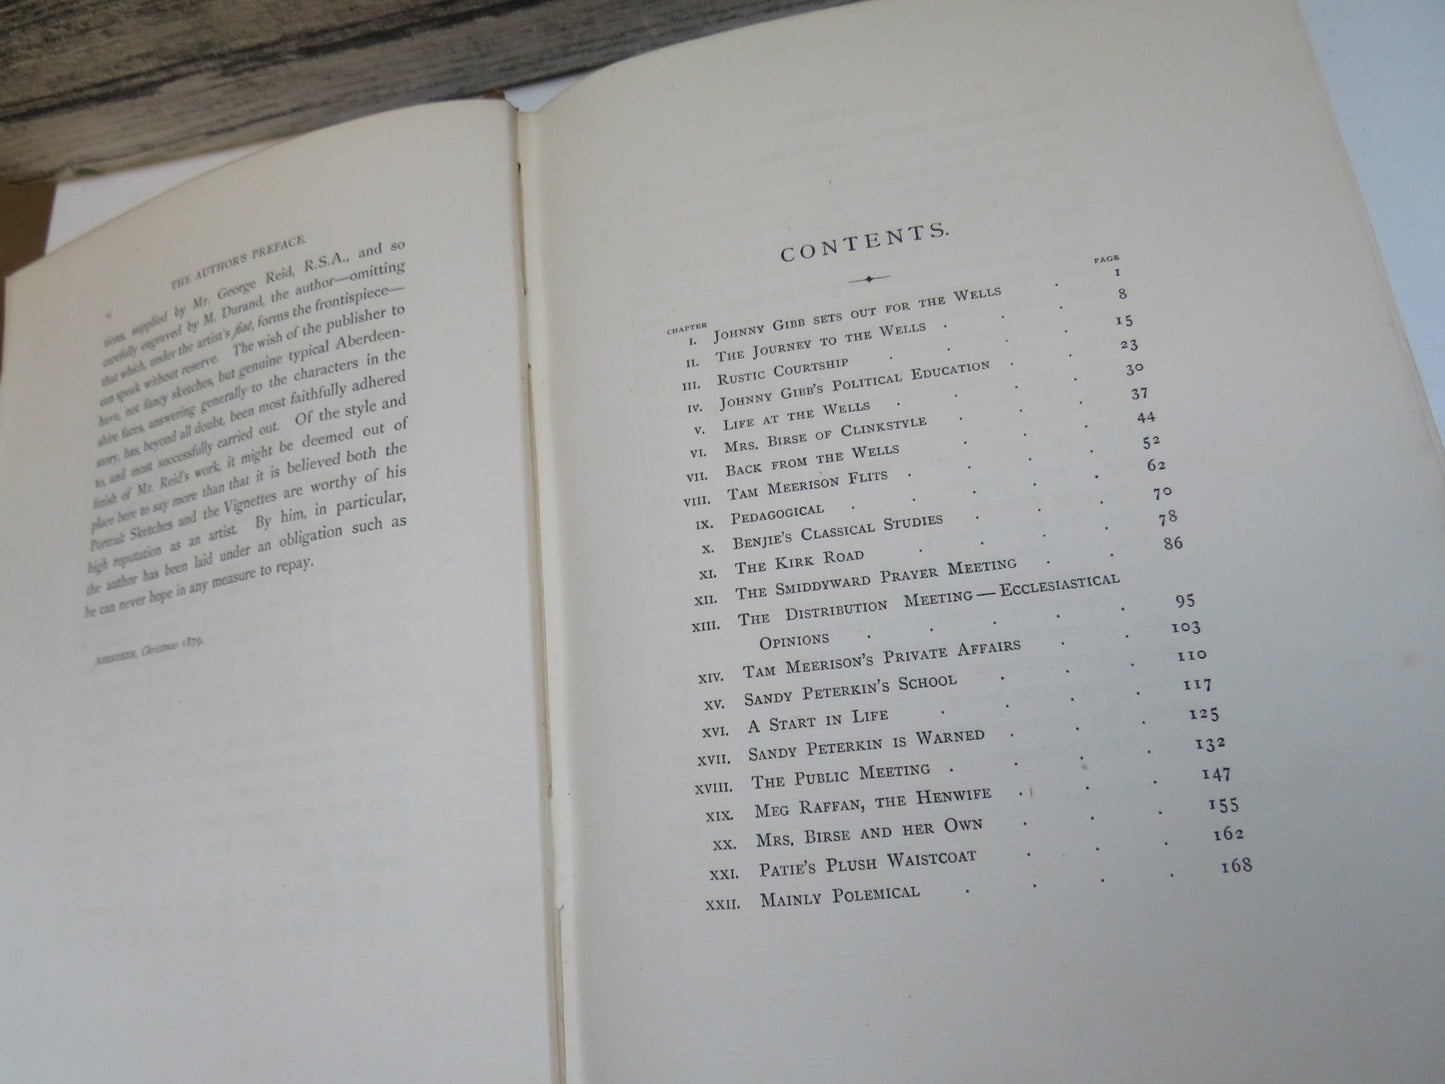 vi
THE AUTHOR'S PREFACE.
tions, supplied by Mr. George Reid, R.S.A., and so
carefully engraved by M. Durand, the author—omitting
that which, under the artist's fiat, forms the frontispiece—
can speak without reserve. The wish of the publisher to
have, not fancy sketches, but genuine typical Aberdeen-
shire faces, answering generally to the characters in the
story, has, beyond all doubt, been most faithfully adhered
to, and most successfully carried out. Of the style and
finish of Mr. Reid's work, it might be deemed out of
place here to say more than that it is believed both the
Portrait Sketches and the Vignettes are worthy of his
high reputation as an artist. By him, in particular,
the author has been laid under an obligation such as
he can never hope in any measure to repay.
ABERDEEN, Christmas 1879.
CONTENTS.
CHAPTER PAGE
I. JOHNNY GIBB SETS OUT FOR THE WELLS . 1
II. THE JOURNEY TO THE WELLS . . . 8
III. RUSTIC COURTSHIP . . . . 15
IV. JOHNNY GIBB'S POLITICAL EDUCATION . . 23
V. LIFE AT THE WELLS . . . . 30
VI. MRS. BIRSE OF CLINKSTYLE . . . 37
VII. BACK FROM THE WELLS . . . 44
VIII. TAM MEERISON FLITS . . . . 52
IX. PEDAGOGICAL . . . . . 62
X. BENJIE'S CLASSICAL STUDIES . . . 70
XI. THE KIRK ROAD . . . . 78
XII. THE SMIDDYWARD PRAYER MEETING . . 86
XIII. THE DISTRIBUTION MEETING—ECCLESIASTICAL
OPINIONS . . . . . 95
XIV. TAM MEERISON'S PRIVATE AFFAIRS . . 103
XV. SANDY PETERKIN'S SCHOOL . . . 110
XVI. A START IN LIFE . . . . 117
XVII. SANDY PETERKIN IS WARNED . . . 125
XVIII. THE PUBLIC MEETING . . . . 132
XIX. MEG RAFFAN, THE HENWIFE . . . 147
XX. MRS. BIRSE AND HER OWN . . . 155
XXI. PATIE'S PLUSH WAISTCOAT . . . 162
XXII. MAINLY POLEMICAL . . . . 168